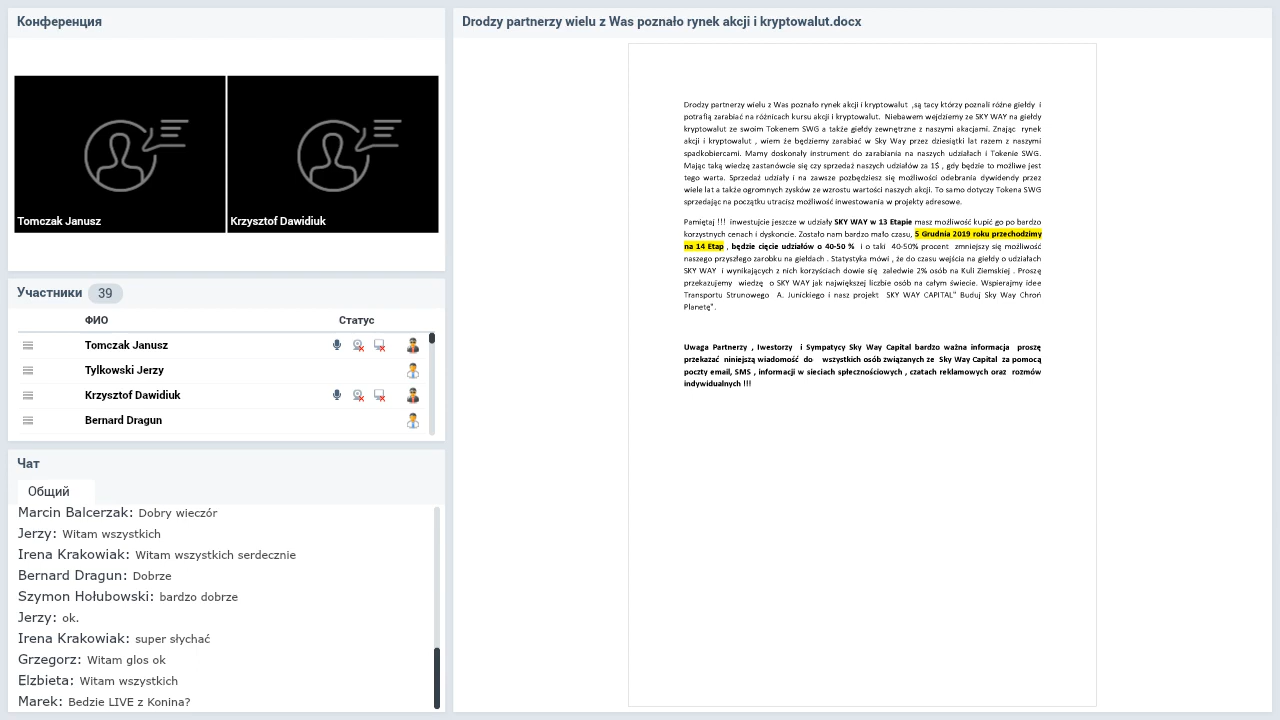 Конференция
Tomczak Janusz
Krzysztof Dawidiuk
Участники 39
ФИО Статус
Tomczak Janusz
Tylkowski Jerzy
Krzysztof Dawidiuk
Bernard Dragun
Чат
Общий
Marcin Balcerzak: Dobry wieczór
Jerzy: Witam wszystkich
Irena Krakowiak: Witam wszystkich serdecznie
Bernard Dragun: Dobrze
Szymon Hołubowski: bardzo dobrze
Jerzy: ok.
Irena Krakowiak: super słychać
Grzegorz: Witam glos ok
Elzbieta: Witam wszystkich
Marek: Bedzie LIVE z Konina?
Drodzy partnerzy wielu z Was poznało rynek akcji i kryptowalut.docx
Drodzy partnerzy wielu z Was poznało rynek akcji i kryptowalut ,są tacy którzy poznali różne giełdy i
potrafią zarabiać na różnicach kursu akcji i kryptowalut. Niebawem wejdziemy ze SKY WAY na giełdy
kryptowalut ze swoim Tokenem SWG a także giełdy zewnętrzne z naszymi akacjami. Znając rynek
akcji i kryptowalut , wiem że będziemy zarabiać w Sky Way przez dziesiątki lat razem z naszymi
spadkobiercami. Mamy doskonały instrument do zarabiania na naszych udziałach i Tokenie SWG.
Mając taką wiedzę zastanówcie się czy sprzedaż naszych udziałów za 1$ , gdy będzie to możliwe jest
tego warta. Sprzedaż udziały i na zawsze pozbędziesz się możliwości odebrania dywidendy przez
wiele lat a także ogromnych zysków ze wzrostu wartości naszych akcji. To samo dotyczy Tokena SWG
sprzedając na początku utracisz możliwość inwestowania w projekty adresowe.
Pamiętaj !!! inwestujcie jeszcze w udziały SKY WAY w 13 Etapie masz możliwość kupić go po bardzo
korzystnych cenach i dyskoncie. Zostało nam bardzo mało czasu, 5 Grudnia 2019 roku przechodzimy
na 14 Etap , będzie cięcie udziałów o 40-50 % i o taki 40-50% procent zmniejszy się możliwość
naszego przyszłego zarobku na giełdach . Statystyka mówi , że do czasu wejścia na giełdy o udziałach
SKY WAY i wynikających z nich korzyściach dowie się zaledwie 2% osób na Kuli Ziemskiej . Proszę
przekazujemy wiedzę o SKY WAY jak największej liczbie osób na całym świecie. Wspierajmy idee
Transportu Strunowego A. Junickiego i nasz projekt SKY WAY CAPITAL" Buduj Sky Way Chroń
Planetę" .
Uwaga Partnerzy , Iwestorzy i Sympatycy Sky Way Capital bardzo ważna informacja proszę
przekazać niniejszą wiadomość do wszystkich osób związanych ze Sky Way Capital za pomocą
poczty email, SMS , informacji w sieciach spłecznościowych , czatach reklamowych oraz rozmów
indywidualnych !!!